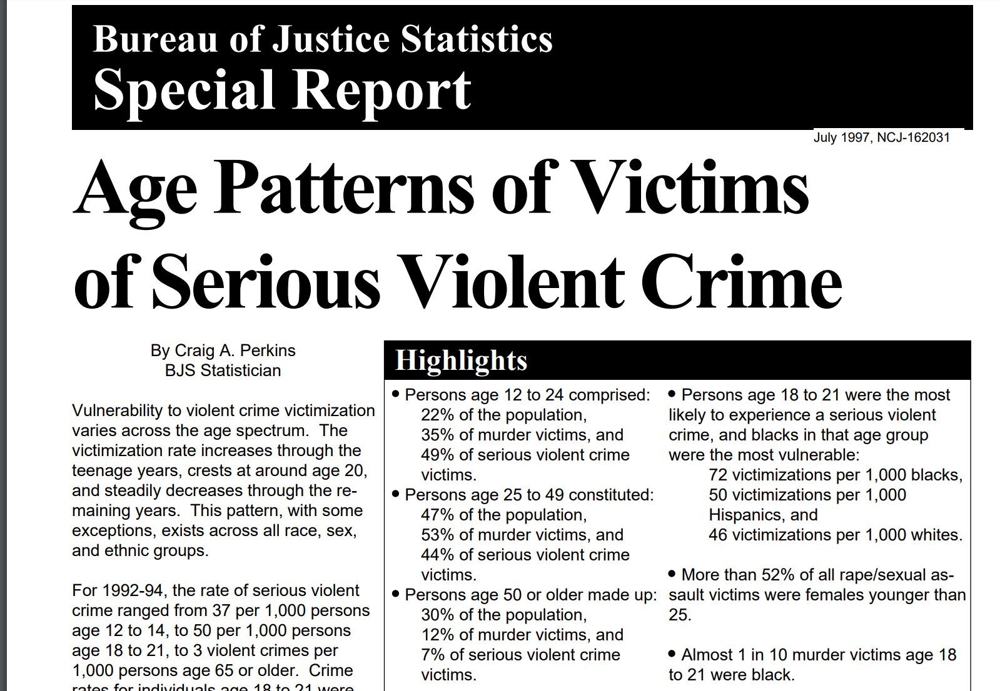 Bureau of Justice Statistics
Special Report
July 1997, NCJ-162031
Age Patterns of Victims
of Serious Violent Crime
By Craig A. Perkins
BJS Statistician
Vulnerability to violent crime victimization
varies across the age spectrum.  The
victimization rate increases through the
teenage years, crests at around age 20,
and steadily decreases through the re-
maining years.  This pattern, with some
exceptions, exists across all race, sex,
and ethnic groups.
For 1992-94, the rate of serious violent
crime ranged from 37 per 1,000 persons
age 12 to 14, to 50 per 1,000 persons
age 18 to 21, to 3 violent crimes per
1,000 persons age 65 or older.  Crime
rates for individuals age 18 to 21 were
Highlights
• Persons age 12 to 24 comprised:
22% of the population,
35% of murder victims, and
49% of serious violent crime
victims.
• Persons age 25 to 49 constituted:
47% of the population,
53% of murder victims, and
44% of serious violent crime
victims.
• Persons age 50 or older made up:
30% of the population,
12% of murder victims, and
7% of serious violent crime
victims.
• Persons age 18 to 21 were the most
likely to experience a serious violent
crime, and blacks in that age group
were the most vulnerable:
72 victimizations per 1,000 blacks,
50 victimizations per 1,000
Hispanics, and
46 victimizations per 1,000 whites.
• More than 52% of all rape/sexual as-
sault victims were females younger than
25.
• Almost 1 in 10 murder victims age 18
to 21 were black.